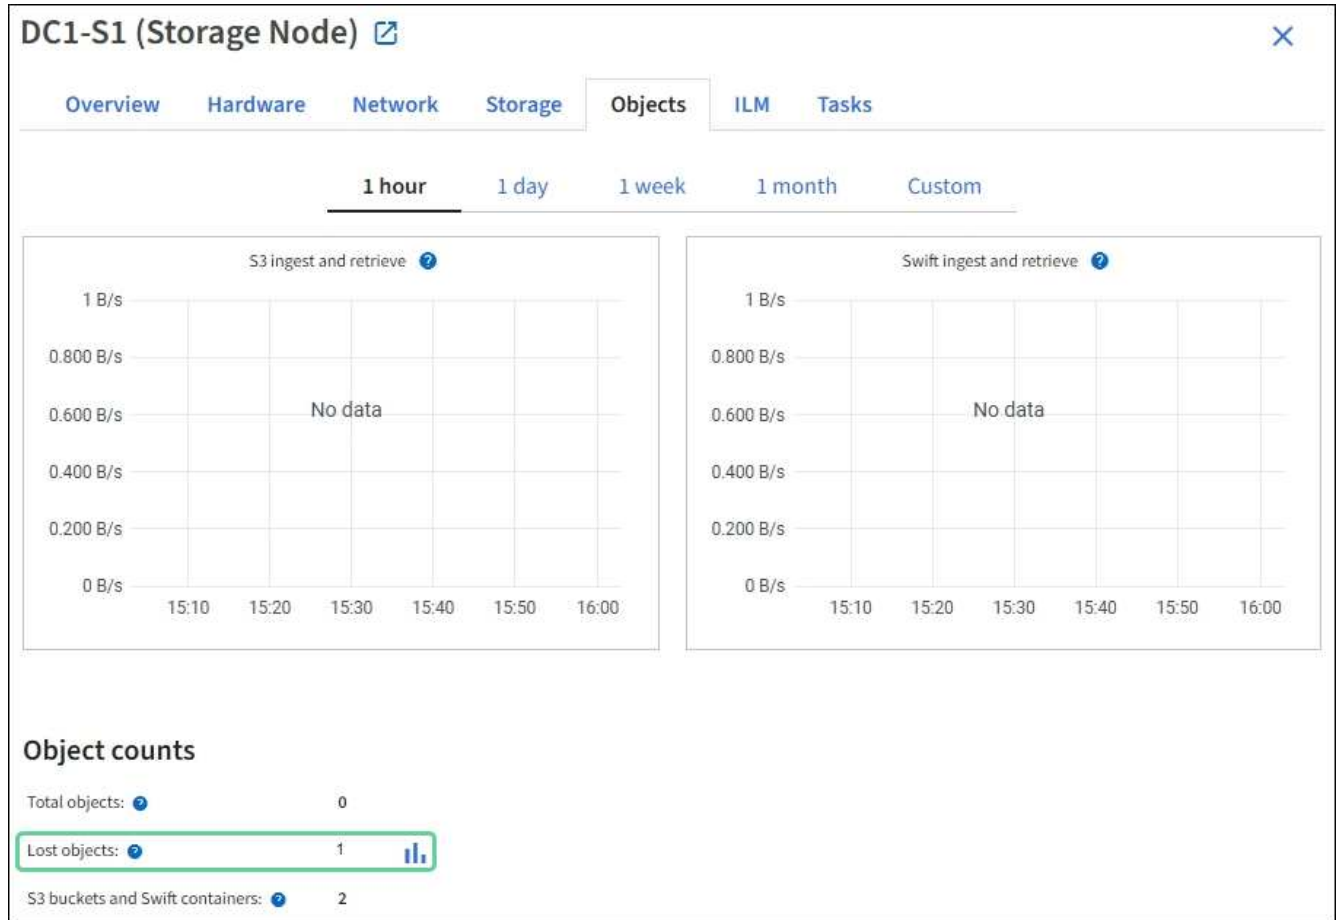 DC1-S1 (Storage Node)
Overview Hardware Network Storage Objects ILM Tasks
1 hour 1 day 1 week 1 month Custom
S3 ingest and retrieve
1 B/s
0.800 B/s
0.600 B/s
0.400 B/s
0.200 B/s
0 B/s
No data
15:10 15:20 15:30 15:40 15:50 16:00
Swift ingest and retrieve
1 B/s
0.800 B/s
0.600 B/s
0.400 B/s
0.200 B/s
0 B/s
No data
15:10 15:20 15:30 15:40 15:50 16:00
Object counts
Total objects: 0
Lost objects: 1
S3 buckets and Swift containers: 2